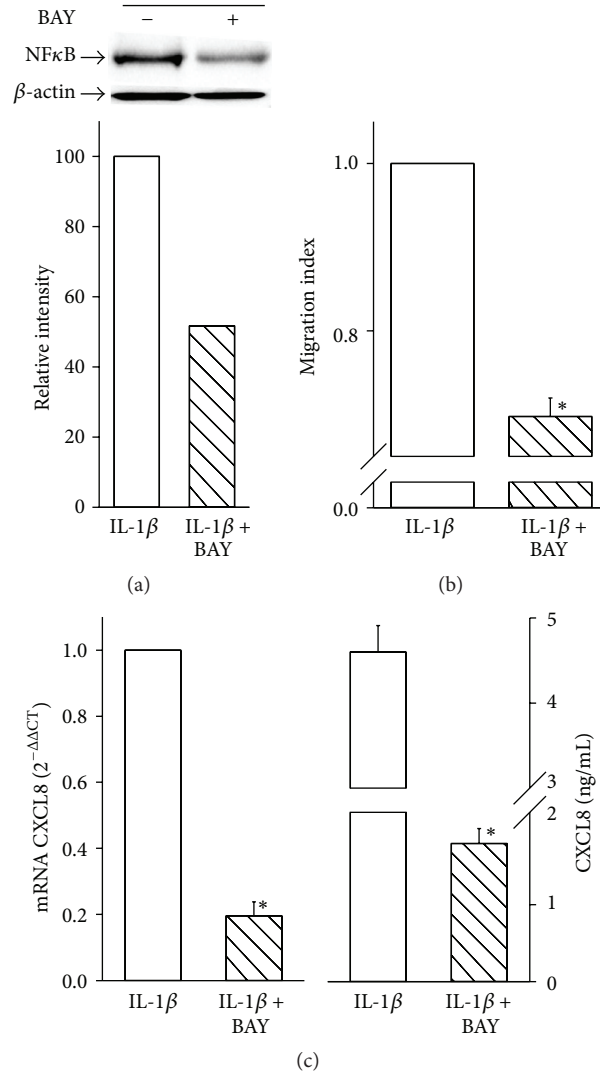 BAY − +
NFκB
β-actin
100
80
60
40
20
0
Relative intensity
IL-1β IL-1β +
BAY
(a)
1.0
0.8
0.0
Migration index
*
IL-1β IL-1β +
BAY
(b)
1.0
0.8
0.6
0.4
0.2
0.0
mRNA CXCL8 (2^−ΔΔCT)
*
IL-1β IL-1β +
BAY
5
4
3
2
1
0
CXCL8 (ng/mL)
*
IL-1β IL-1β +
BAY
(c)